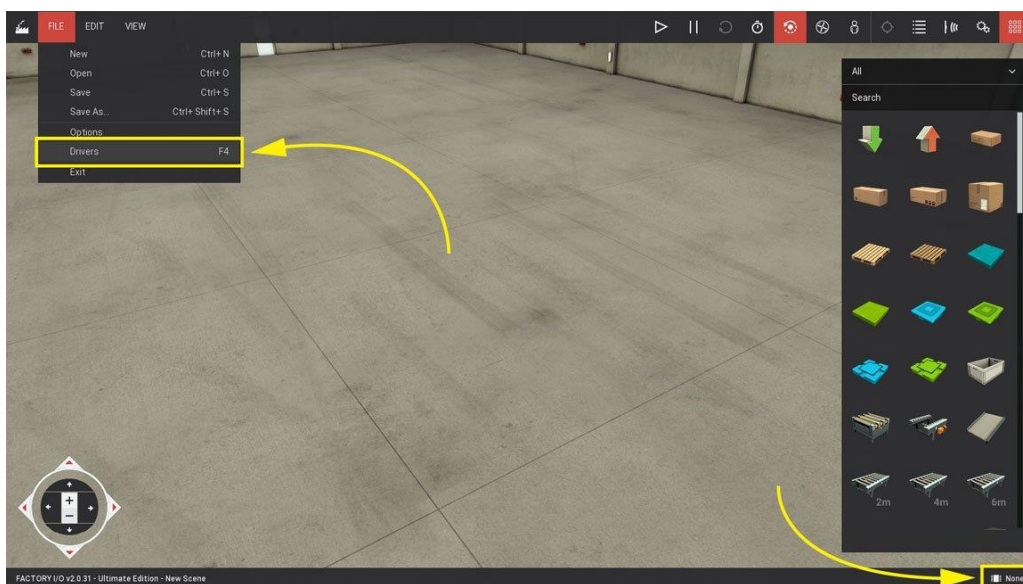 FILE EDIT VIEW
New Ctrl+ N
Open Ctrl+ O
Save Ctrl+ S
Save As.. Ctrl+ Shift+ S
Options
Drivers F4
Exit
All
Search
2m 4m 6m
FACTORY I/O v2.0.31 - Ultimate Edition - New Scene
None